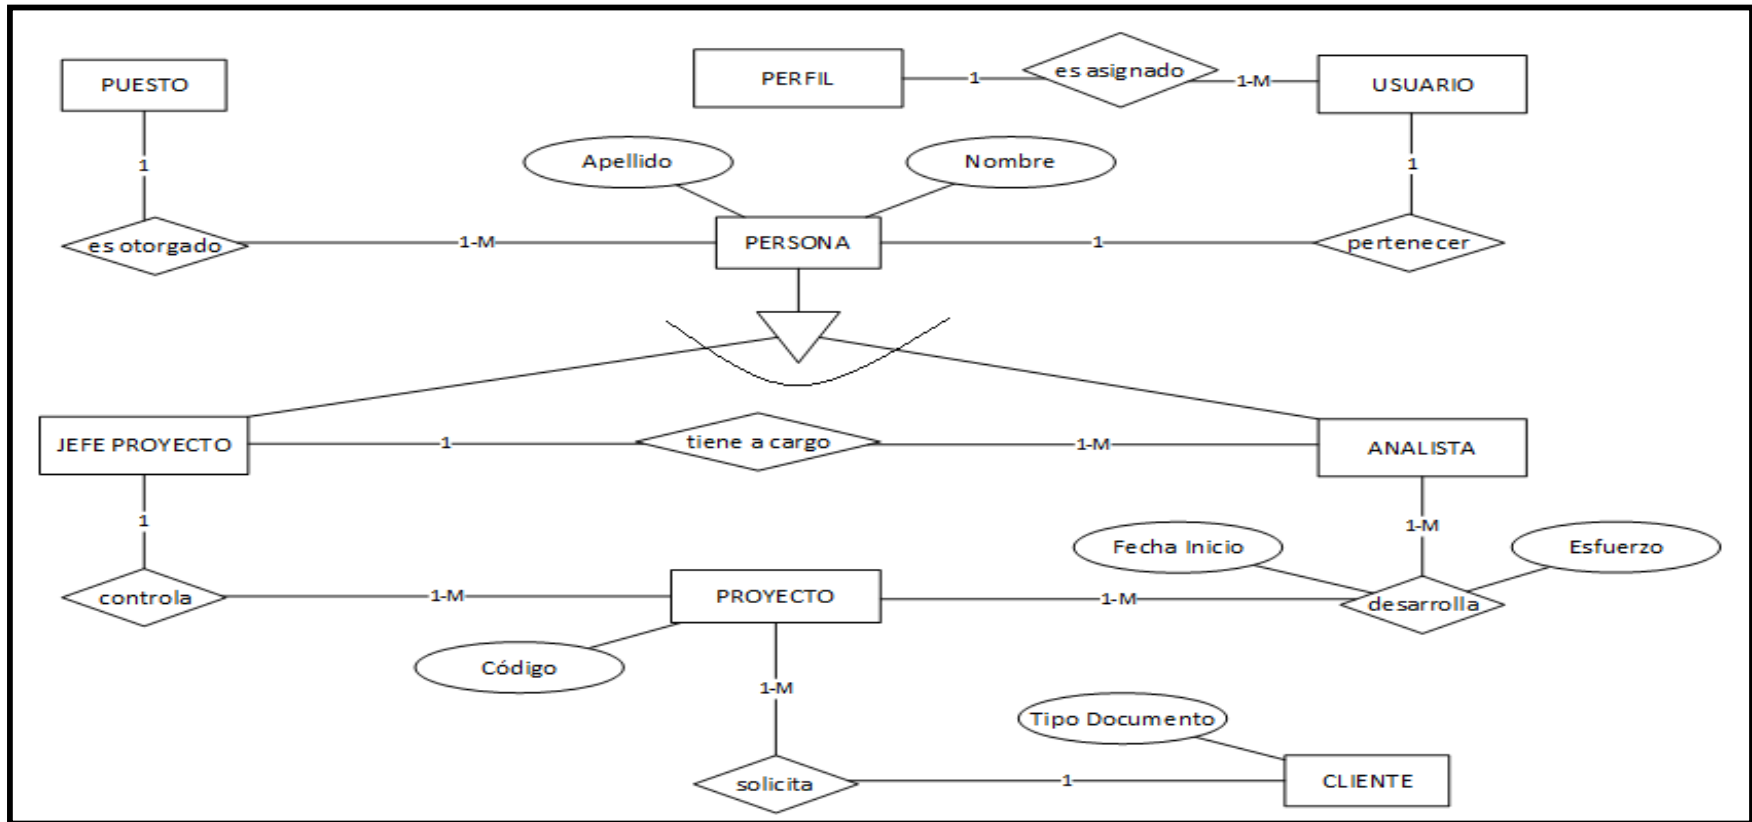 PUESTO
PERFIL
1
es asignado
1-M
USUARIO
1
Apellido
Nombre
1
es otorgado
1-M
PERSONA
1
pertenecer
JEFE PROYECTO
1
tiene a cargo
1-M
ANALISTA
1
1-M
Fecha Inicio
Esfuerzo
controla
1-M
PROYECTO
1-M
desarrolla
Código
1-M
Tipo Documento
solicita
1
CLIENTE